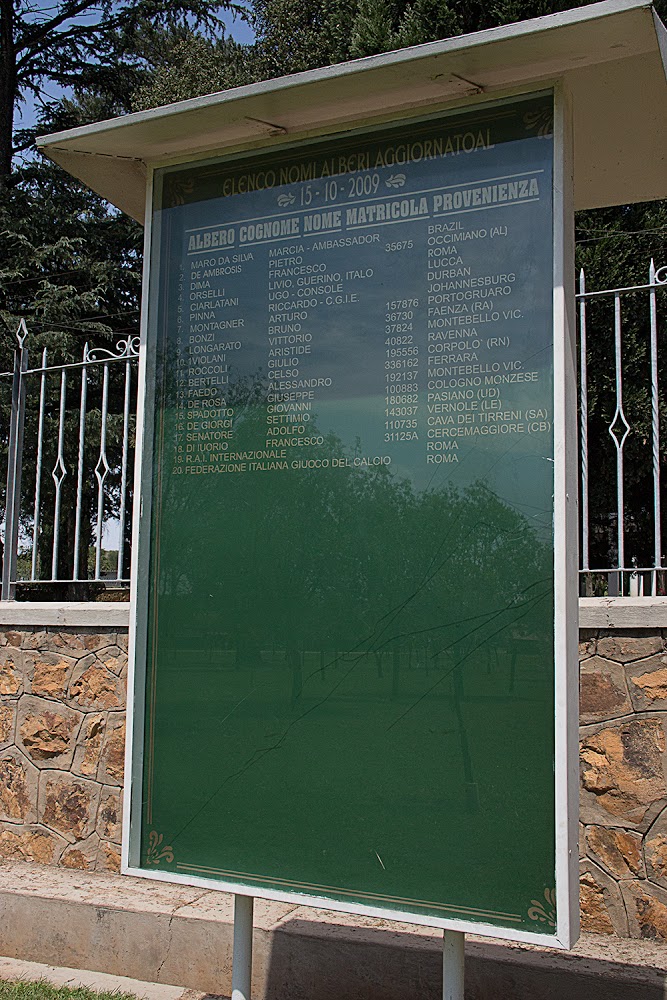 ELENCO NOMI ALBERI AGGIORNATOAL
15-10-2009
ALBERO COGNOME NOME MATRICOLA PROVENIENZA
1. MARO DA SILVA MARCIA - AMBASSADOR BRAZIL
2. DE AMBROSIS PIETRO 35675 OCCIMIANO (AL)
3. DIMA FRANCESCO ROMA
4. ORSELLI LIVIO, GUERINO, ITALO LUCCA
5. CIARLATANI UGO - CONSOLE DURBAN
6. PINNA RICCARDO - C.G.I.E JOHANNESBURG
7. MONTAGNER ARTURO 157876 PORTOGRUARO
8. BONZI BRUNO 36730 FAENZA (RA)
9. LONGARATO VITTORIO 37824 MONTEBELLO VIC.
10. VIOLANI ARISTIDE 40822 RAVENNA
11. ROCCOLI GIULIO 195556 CORPOLO' (RN)
12. BERTELLI CELSO 336162 FERRARA
13. FAEDO ALESSANDRO 192137 MONTEBELLO VIC.
14. DE ROSA GIUSEPPE 100883 COLOGNO MONZESE
15. SPADOTTO GIOVANNI 180682 PASIANO (UD)
16. DE GIORGI SETTIMIO 143037 VERNOLE (LE)
17. SENATORE ADOLFO 110735 CAVA DEI TIRRENI (SA)
18. DI IUORIO FRANCESCO 31125A CERCEMAGGIORE (CB)
19. R.A.I. INTERNAZIONALE ROMA
20. FEDERAZIONE ITALIANA GIUOCO DEL CALCIO ROMA